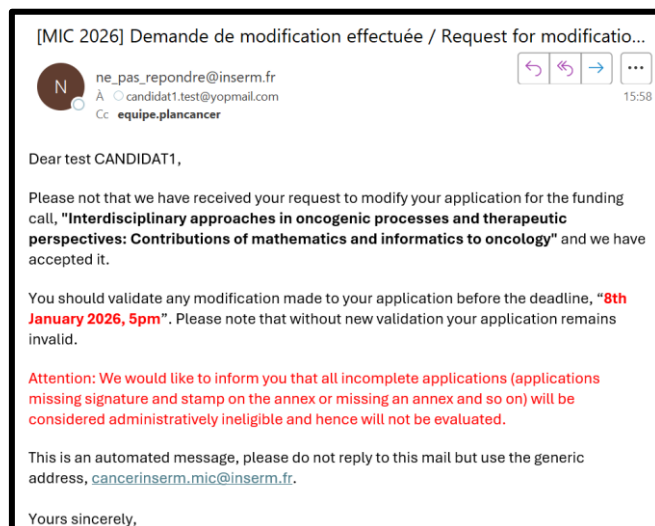 [MIC 2026] Demande de modification effectuée / Request for modificatio...
N
ne_pas_repondre@inserm.fr
À candidat1.test@yopmail.com
15:58
Cc equipe.plancancer
Dear test CANDIDAT1,
Please not that we have received your request to modify your application for the funding
call, "Interdisciplinary approaches in oncogenic processes and therapeutic
perspectives: Contributions of mathematics and informatics to oncology" and we have
accepted it.
You should validate any modification made to your application before the deadline, “8th
January 2026, 5pm”. Please note that without new validation your application remains
invalid.
Attention: We would like to inform you that all incomplete applications (applications
missing signature and stamp on the annex or missing an annex and so on) will be
considered administratively ineligible and hence will not be evaluated.
This is an automated message, please do not reply to this mail but use the generic
address, cancerinserm.mic@inserm.fr.
Yours sincerely,